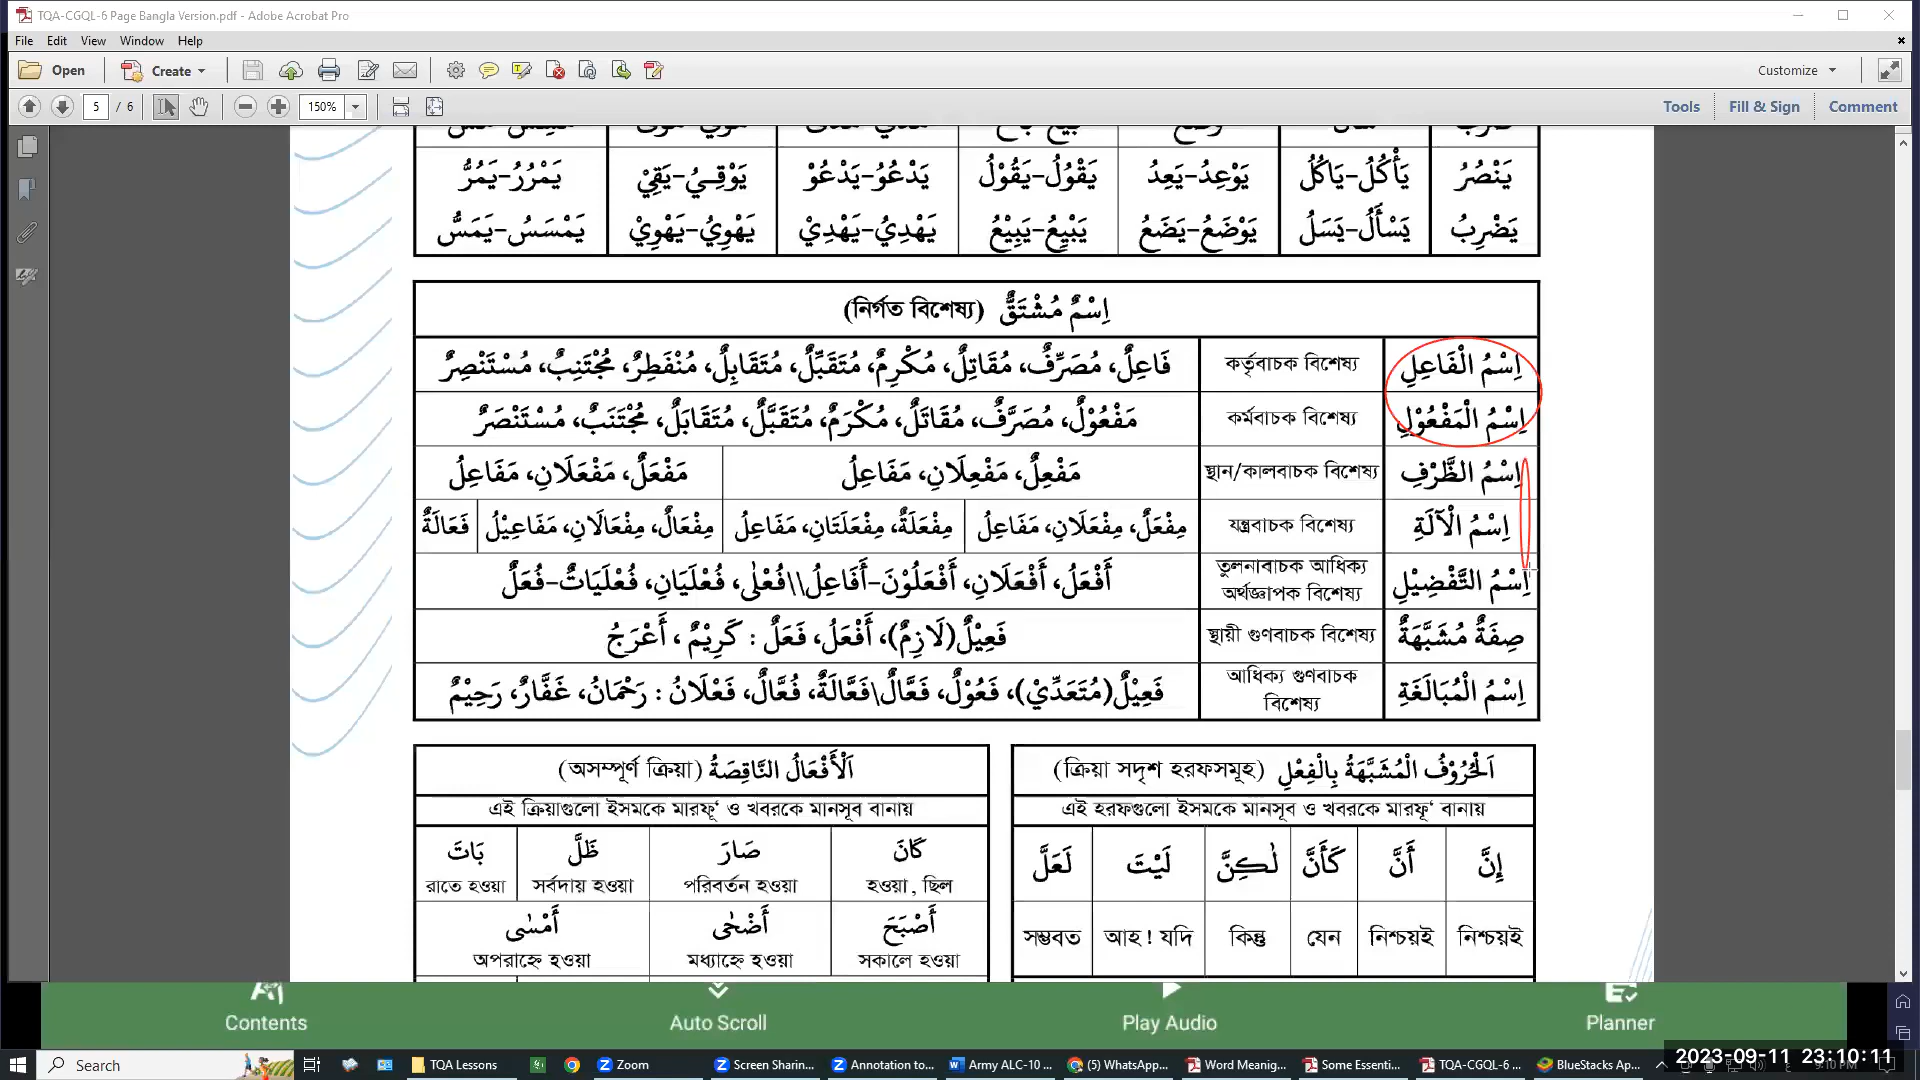 TQA-CGQL-6 Page Bangla Version.pdf - Adobe Acrobat Pro
File Edit View Window Help
Open Create Customize
5 / 6 150% Tools Fill & Sign Comment
يَنْصُرُ يَأْكُلُ-يَاكُلُ يَوْعِدُ-يَعِدُ يَقْوُلُ-يَقُوْلُ يَدْعُوُ-يَدْعُوْ يَوْقِيُ-يَقِيْ يَمْرُرُ-يَمُرُّ
يَضْرِبُ يَسْأَلُ-يَسَلُ يَوْضَعُ-يَضَعُ يَبْيِعُ-يَبِيْعُ يَهْدِيُ-يَهْدِيْ يَهْوِيُ-يَهْوِيْ يَمْسَسُ-يَمَسُّ
اِسْمٌ مُشْتَقٌّ (নির্গত বিশেষ্য)
اِسْمُ الْفَاعِلِ কর্তৃবাচক বিশেষ্য فَاعِلٌ، مُصَرِّفٌ، مُقَاتِلٌ، مُكْرِمٌ، مُتَقَبِّلٌ، مُتَقَابِلٌ، مُنْفَطِرٌ، مُجْتَنِبٌ، مُسْتَنْصِرٌ
اِسْمُ الْمَفْعُوْلِ কর্মবাচক বিশেষ্য مَفْعُوْلٌ، مُصَرَّفٌ، مُقَاتَلٌ، مُكْرَمٌ، مُتَقَبَّلٌ، مُتَقَابَلٌ، مُجْتَنَبٌ، مُسْتَنْصَرٌ
اِسْمُ الظَّرْفِ স্থান/কালবাচক বিশেষ্য مَفْعِلٌ، مَفْعِلَانِ، مَفَاعِلُ مَفْعَلٌ، مَفْعَلَانِ، مَفَاعِلُ
اِسْمُ الْآلَةِ যন্ত্রবাচক বিশেষ্য مِفْعَلٌ، مِفْعَلَانِ، مَفَاعِلُ مِفْعَلَةٌ، مِفْعَلَتَانِ، مَفَاعِلُ مِفْعَالٌ، مِفْعَالَانِ، مَفَاعِيْلُ فَعَالَةٌ
اِسْمُ التَّفْضِيْلِ তুলনাবাচক আধিক্য অর্থজ্ঞাপক বিশেষ্য أَفْعَلُ، أَفْعَلَانِ، أَفْعَلُوْنَ-أَفَاعِلُ\\فُعْلٰى، فُعْلَيَانِ، فُعْلَيَاتٌ-فُعَلٌ
صِفَةٌ مُشَبَّهَةٌ স্থায়ী গুণবাচক বিশেষ্য فَعِيْلٌ(لَازِمٌ)، أَفْعَلُ، فَعَلٌ : كَرِيْمٌ ، أَعْرَجُ
اِسْمُ الْمُبَالَغَةِ আধিক্য গুণবাচক বিশেষ্য فَعِيْلٌ(مُتَعَدِّيْ)، فَعُوْلٌ، فَعَّالٌ\فَعَّالَةٌ، فُعَّالٌ، فَعْلَانُ : رَحْمَانُ، غَفَّارٌ، رَحِيْمٌ
اَلْحُرُوْفُ الْمُشَبَّهَةُ بِالْفِعْلِ (ক্রিয়া সদৃশ হরফসমূহ)
এই হরফগুলো ইসমকে মানসূব ও খবরকে মারফূ‘ বানায়
إِنَّ أَنَّ كَأَنَّ لٰكِنَّ لَيْتَ لَعَلَّ
নিশ্চয়ই নিশ্চয়ই যেন কিন্তু আহ! যদি সম্ভবত
اَلْأَفْعَالُ النَّاقِصَةُ (অসম্পূর্ণ ক্রিয়া)
এই ক্রিয়াগুলো ইসমকে মারফূ‘ ও খবরকে মানসূব বানায়
كَانَ صَارَ ظَلَّ بَاتَ
হওয়া, ছিল পরিবর্তন হওয়া সর্বদায় হওয়া রাতে হওয়া
أَصْبَحَ أَضْحٰى أَمْسٰى
সকালে হওয়া মধ্যাহ্নে হওয়া অপরাহ্নে হওয়া
Contents Auto Scroll Play Audio Planner
Search TQA Lessons Zoom Screen Sharin... Annotation to... Army ALC-10 ... (5) WhatsApp... Word Meanig... Some Essenti... TQA-CGQL-6 ... BlueStacks Ap...
2023-09-11 23:10:11